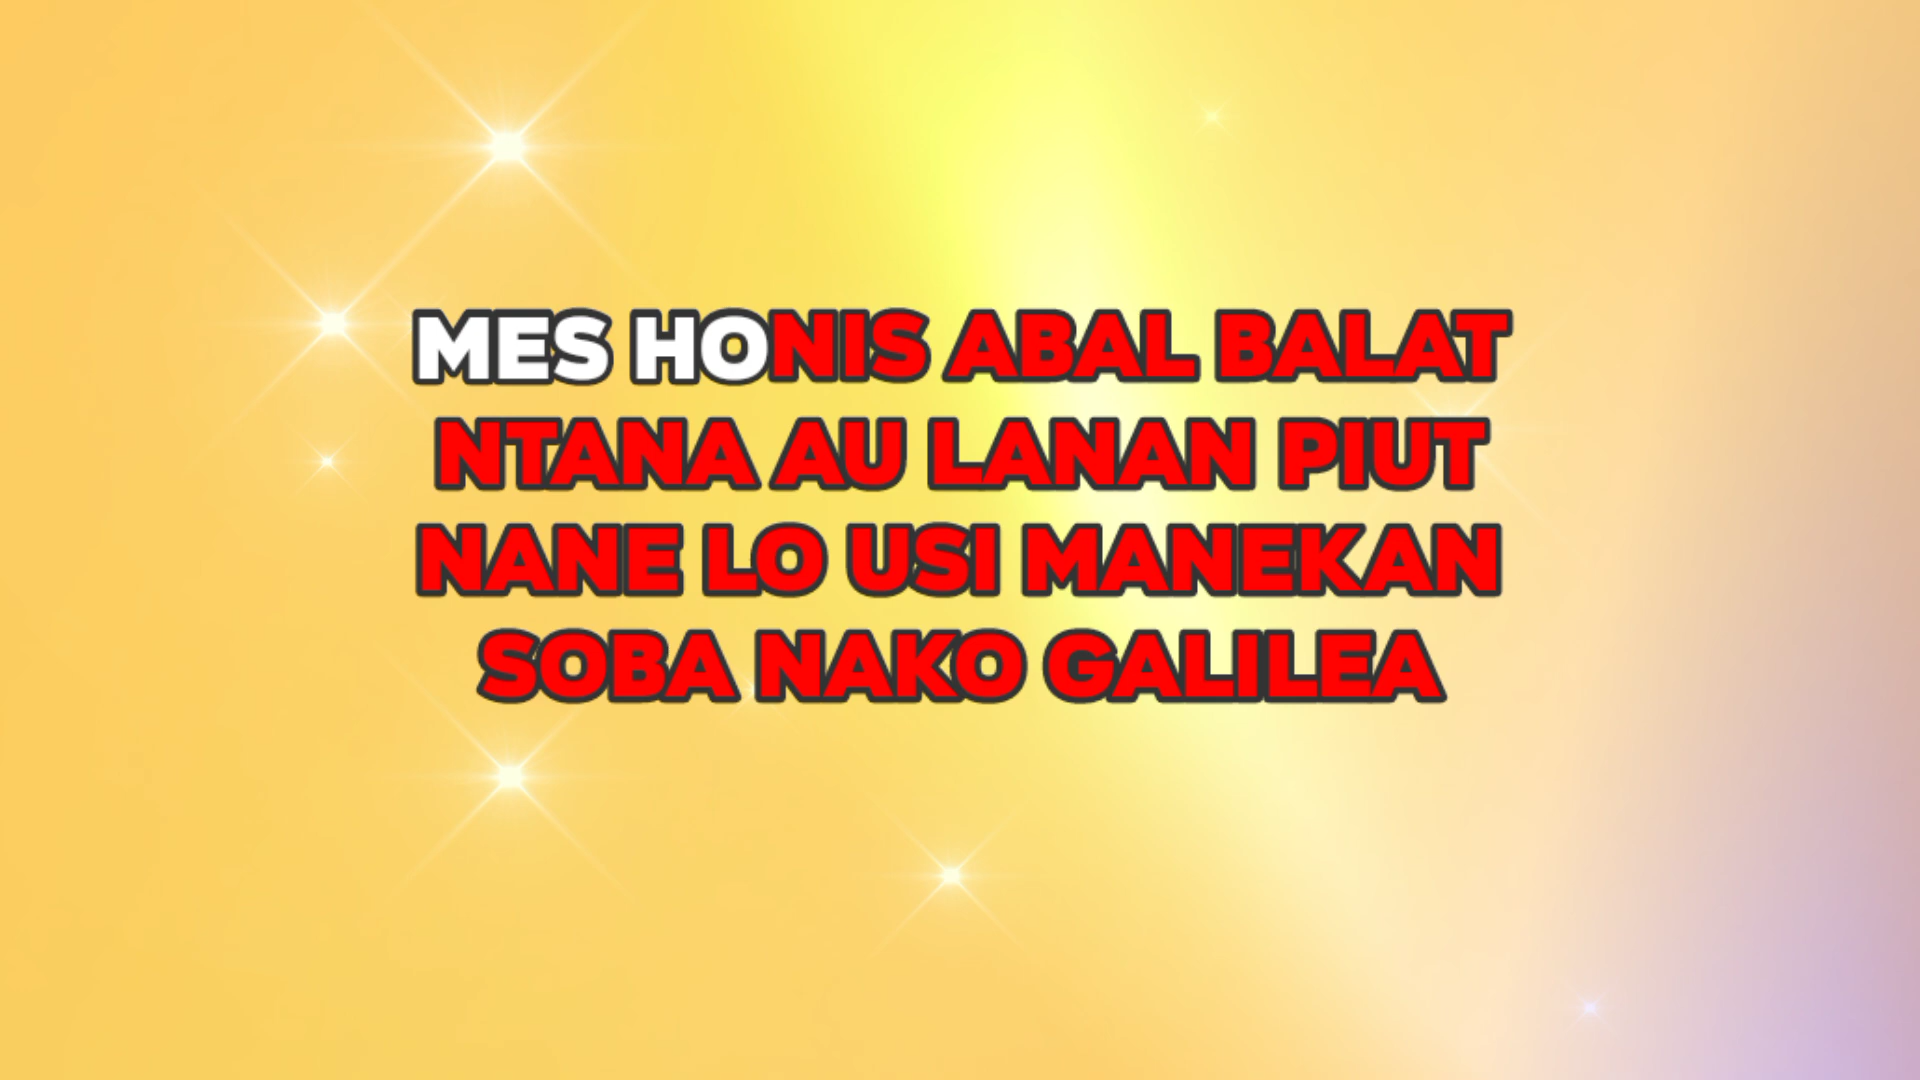 MES HONIS ABAL BALAT
NTANA AU LANAN PIUT
NANE LO USI MANEKAN
SOBA NAKO GALILEA